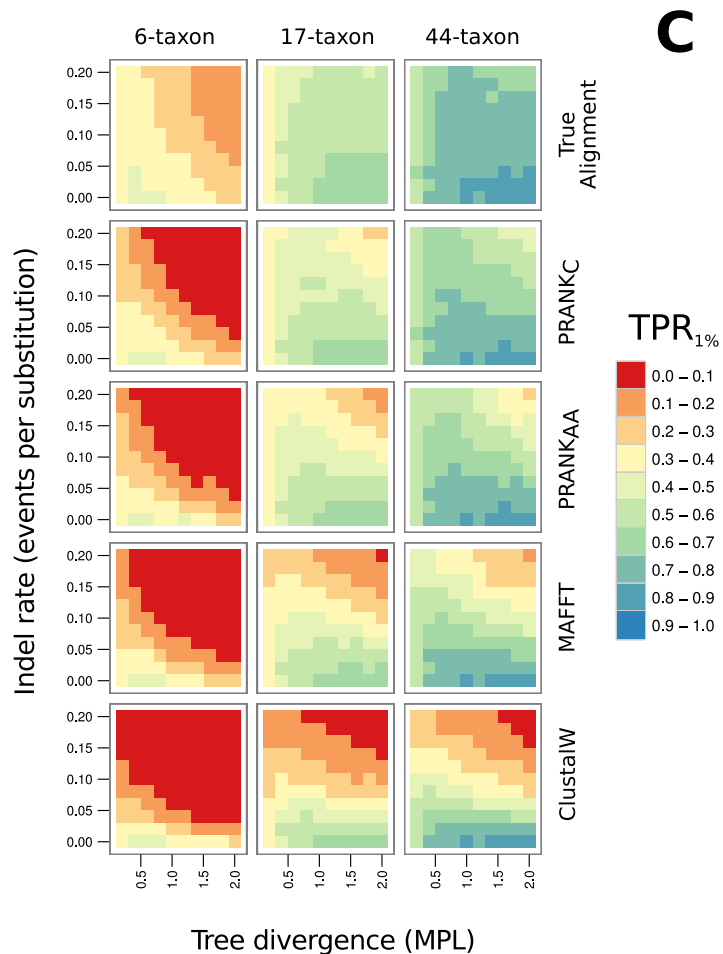 C
6-taxon 17-taxon 44-taxon
0.20
0.15
0.10
0.05
0.00
True
Alignment
0.20
0.15
0.10
0.05
0.00
PRANKC
0.20
0.15
0.10
0.05
0.00
PRANKAA
0.20
0.15
0.10
0.05
0.00
MAFFT
0.20
0.15
0.10
0.05
0.00
ClustalW
0.5 1.0 1.5 2.0 0.5 1.0 1.5 2.0 0.5 1.0 1.5 2.0
Indel rate (events per substitution)
Tree divergence (MPL)
TPR1%
0.0 – 0.1
0.1 – 0.2
0.2 – 0.3
0.3 – 0.4
0.4 – 0.5
0.5 – 0.6
0.6 – 0.7
0.7 – 0.8
0.8 – 0.9
0.9 – 1.0